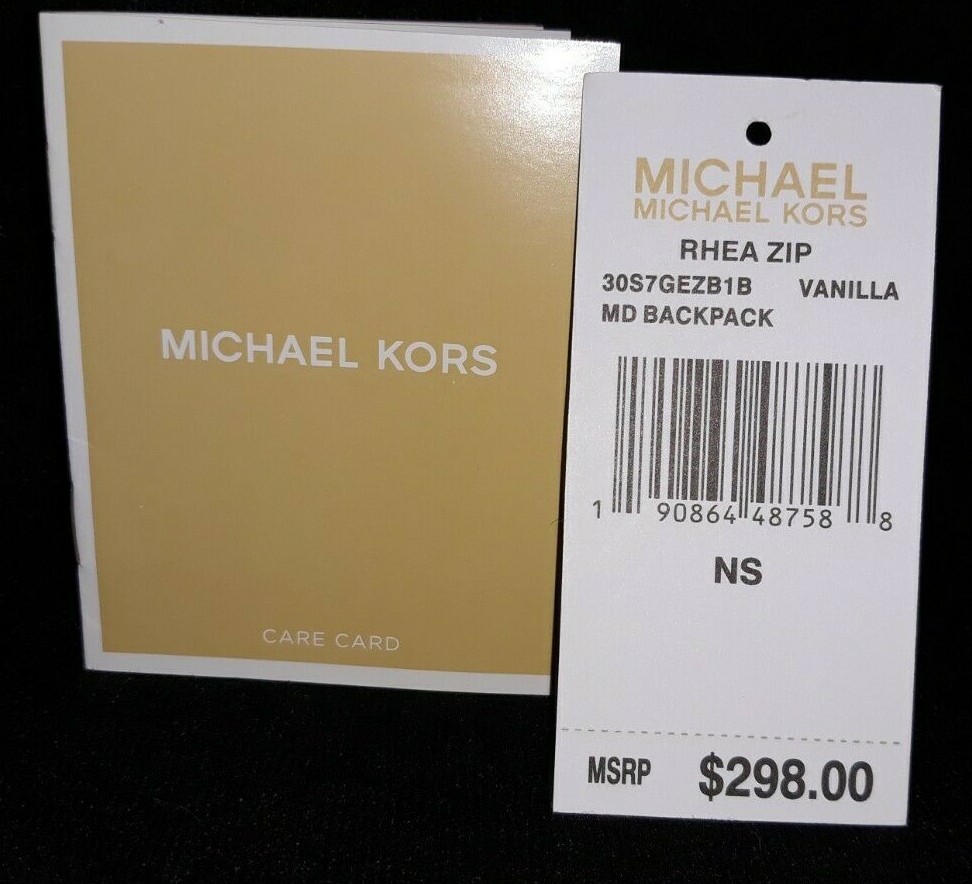 MICHAEL KORS
CARE CARD
MICHAEL
MICHAEL KORS
RHEA ZIP
30S7GEZB1B VANILLA
MD BACKPACK
1 90864 48758 8
NS
MSRP $298.00